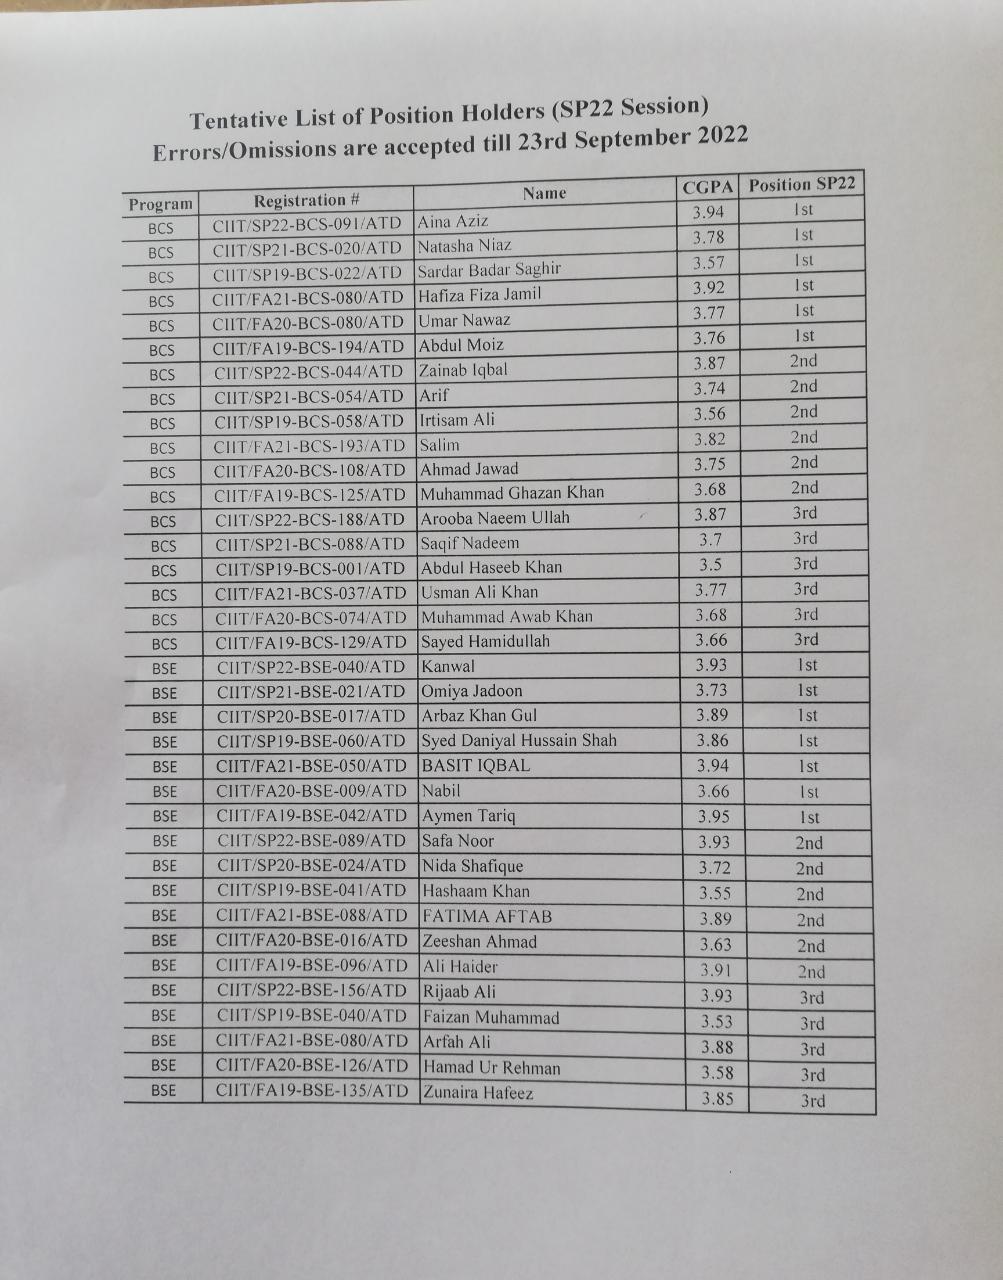 Tentative List of Position Holders (SP22 Session)
Errors/Omissions are accepted till 23rd September 2022
Program Registration # Name CGPA Position SP22
BCS CIIT/SP22-BCS-091/ATD Aina Aziz 3.94 1st
BCS CIIT/SP21-BCS-020/ATD Natasha Niaz 3.78 1st
BCS CIIT/SP19-BCS-022/ATD Sardar Badar Saghir 3.57 1st
BCS CIIT/FA21-BCS-080/ATD Hafiza Fiza Jamil 3.92 1st
BCS CIIT/FA20-BCS-080/ATD Umar Nawaz 3.77 1st
BCS CIIT/FA19-BCS-194/ATD Abdul Moiz 3.76 1st
BCS CIIT/SP22-BCS-044/ATD Zainab Iqbal 3.87 2nd
BCS CIIT/SP21-BCS-054/ATD Arif 3.74 2nd
BCS CIIT/SP19-BCS-058/ATD Irtisam Ali 3.56 2nd
BCS CIIT/FA21-BCS-193/ATD Salim 3.82 2nd
BCS CIIT/FA20-BCS-108/ATD Ahmad Jawad 3.75 2nd
BCS CIIT/FA19-BCS-125/ATD Muhammad Ghazan Khan 3.68 2nd
BCS CIIT/SP22-BCS-188/ATD Arooba Naeem Ullah 3.87 3rd
BCS CIIT/SP21-BCS-088/ATD Saqif Nadeem 3.7 3rd
BCS CIIT/SP19-BCS-001/ATD Abdul Haseeb Khan 3.5 3rd
BCS CIIT/FA21-BCS-037/ATD Usman Ali Khan 3.77 3rd
BCS CIIT/FA20-BCS-074/ATD Muhammad Awab Khan 3.68 3rd
BCS CIIT/FA19-BCS-129/ATD Sayed Hamidullah 3.66 3rd
BSE CIIT/SP22-BSE-040/ATD Kanwal 3.93 1st
BSE CIIT/SP21-BSE-021/ATD Omiya Jadoon 3.73 1st
BSE CIIT/SP20-BSE-017/ATD Arbaz Khan Gul 3.89 1st
BSE CIIT/SP19-BSE-060/ATD Syed Daniyal Hussain Shah 3.86 1st
BSE CIIT/FA21-BSE-050/ATD BASIT IQBAL 3.94 1st
BSE CIIT/FA20-BSE-009/ATD Nabil 3.66 1st
BSE CIIT/FA19-BSE-042/ATD Aymen Tariq 3.95 1st
BSE CIIT/SP22-BSE-089/ATD Safa Noor 3.93 2nd
BSE CIIT/SP20-BSE-024/ATD Nida Shafique 3.72 2nd
BSE CIIT/SP19-BSE-041/ATD Hashaam Khan 3.55 2nd
BSE CIIT/FA21-BSE-088/ATD FATIMA AFTAB 3.89 2nd
BSE CIIT/FA20-BSE-016/ATD Zeeshan Ahmad 3.63 2nd
BSE CIIT/FA19-BSE-096/ATD Ali Haider 3.91 2nd
BSE CIIT/SP22-BSE-156/ATD Rijaab Ali 3.93 3rd
BSE CIIT/SP19-BSE-040/ATD Faizan Muhammad 3.53 3rd
BSE CIIT/FA21-BSE-080/ATD Arfah Ali 3.88 3rd
BSE CIIT/FA20-BSE-126/ATD Hamad Ur Rehman 3.58 3rd
BSE CIIT/FA19-BSE-135/ATD Zunaira Hafeez 3.85 3rd